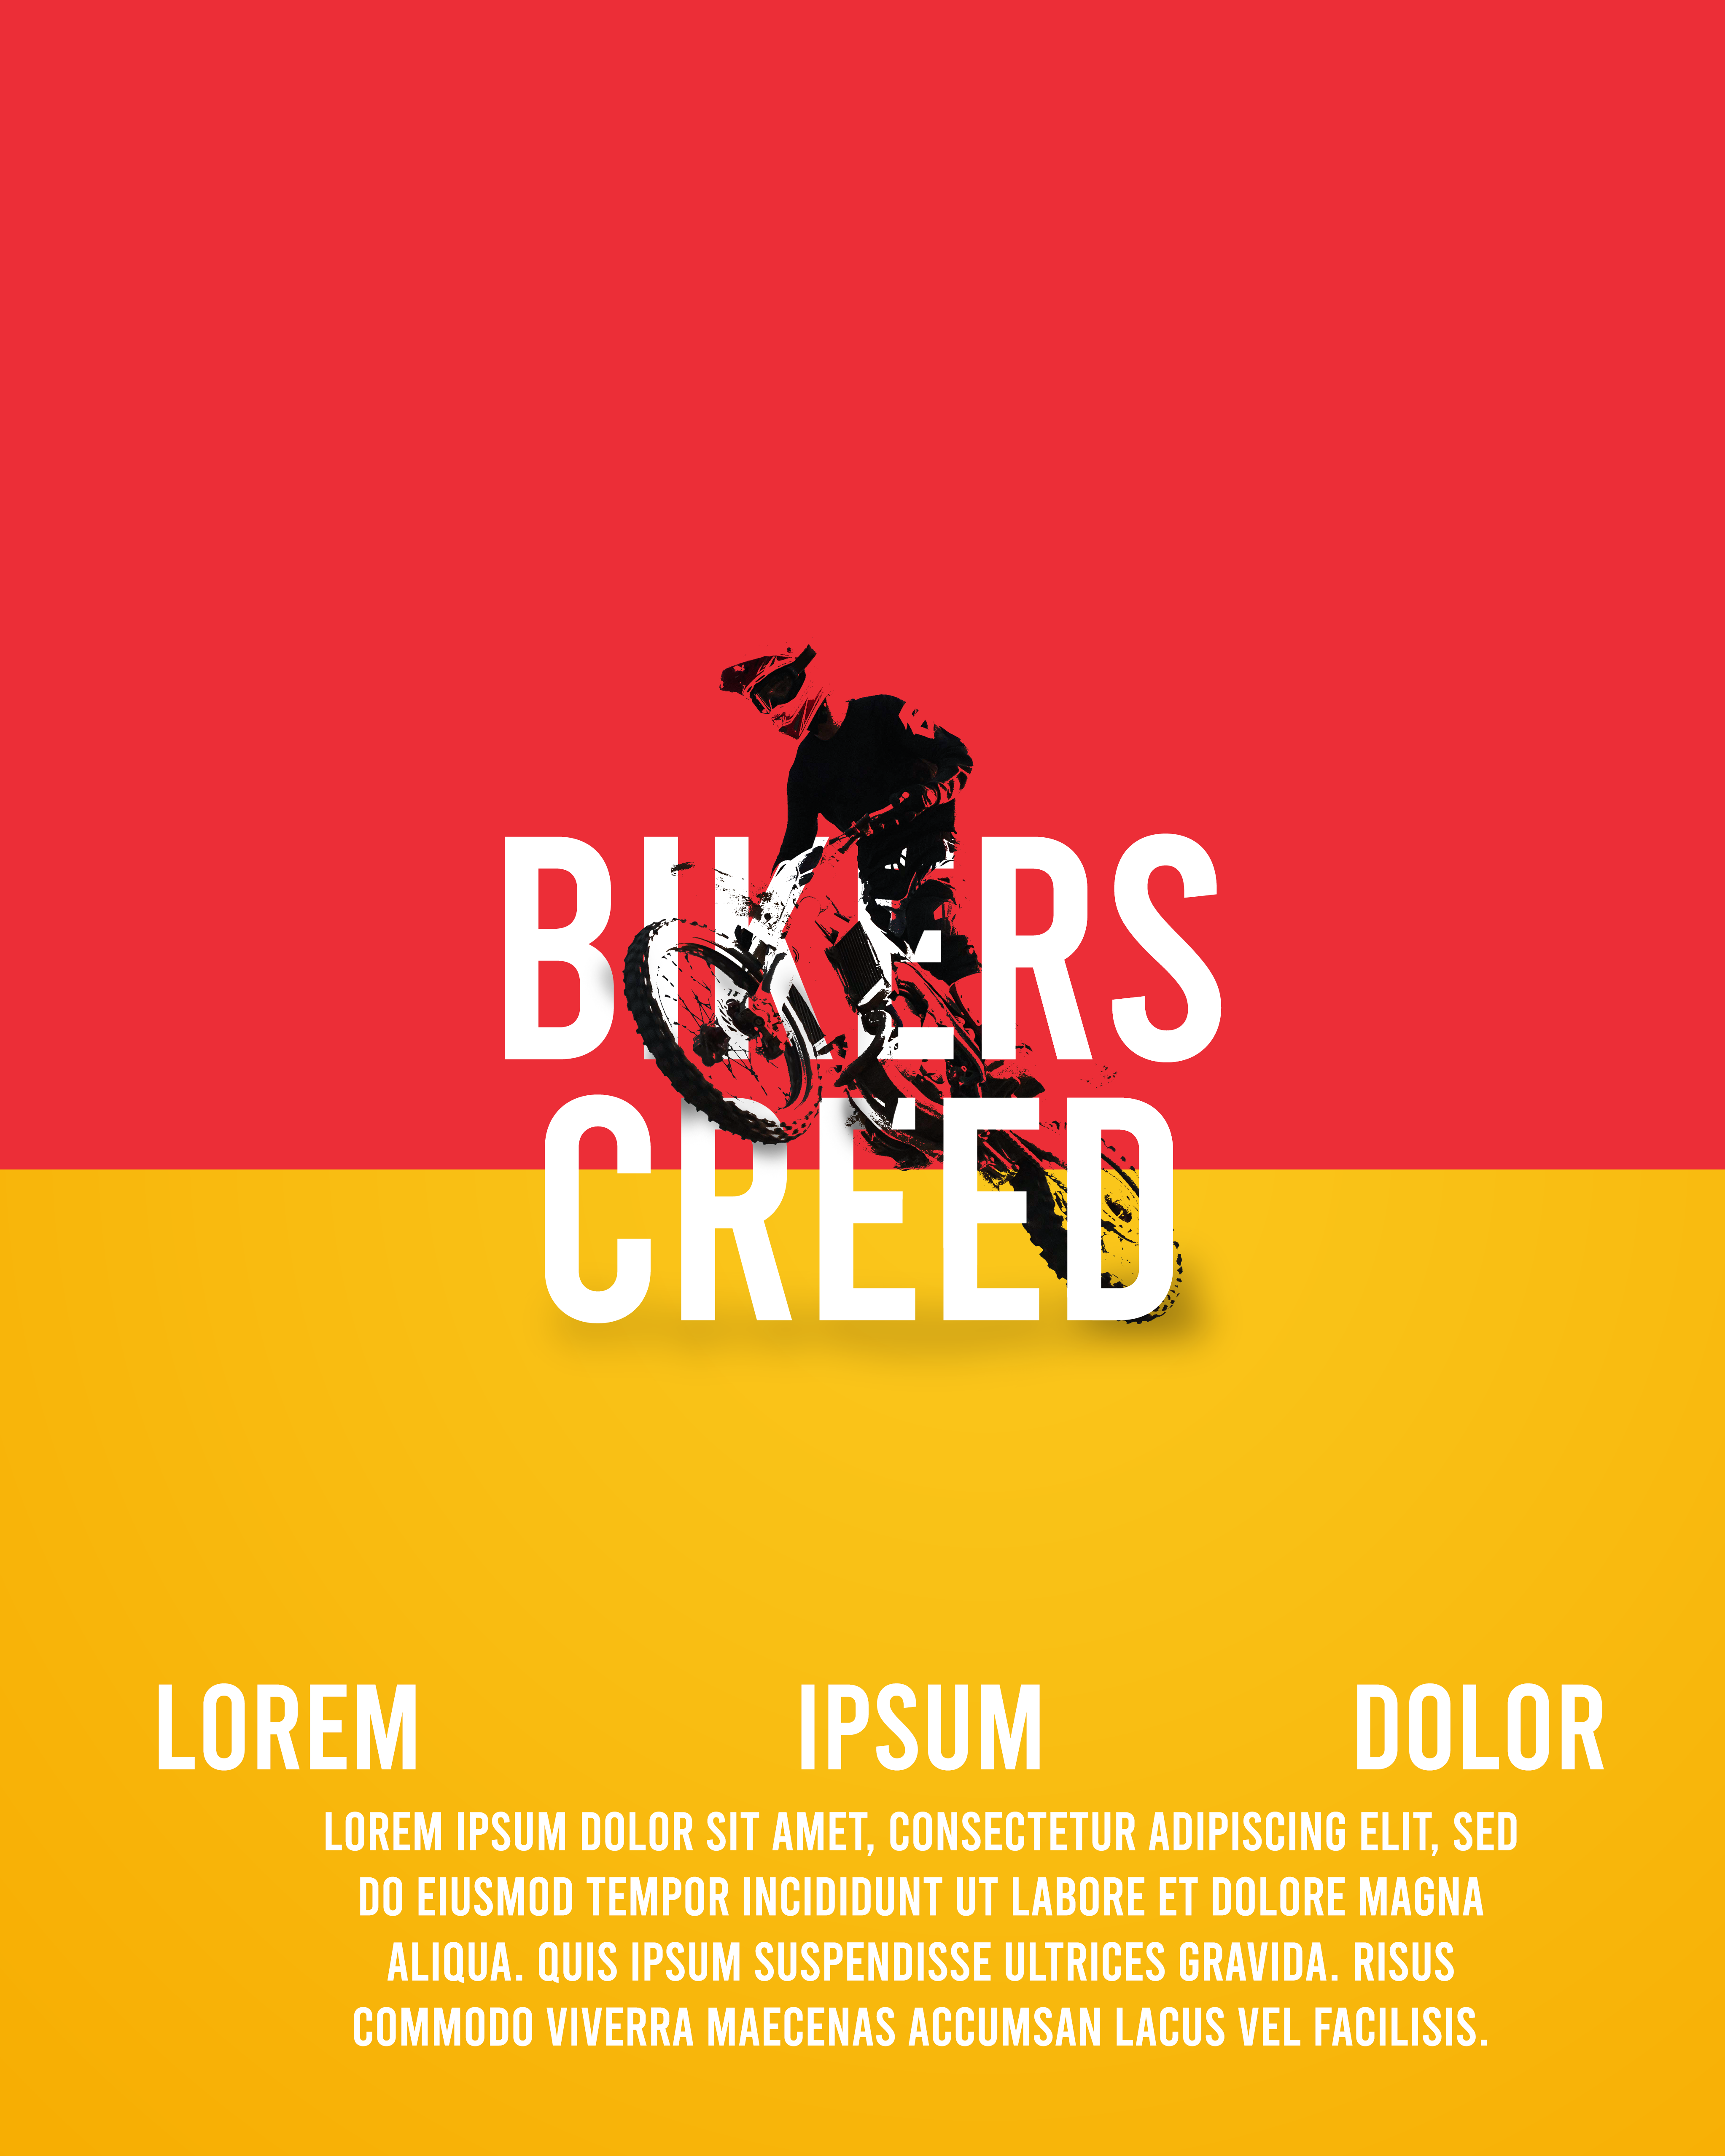 BIKERS
CREED
LOREM IPSUM DOLOR
LOREM IPSUM DOLOR SIT AMET, CONSECTETUR ADIPISCING ELIT, SED
DO EIUSMOD TEMPOR INCIDIDUNT UT LABORE ET DOLORE MAGNA
ALIQUA. QUIS IPSUM SUSPENDISSE ULTRICES GRAVIDA. RISUS
COMMODO VIVERRA MAECENAS ACCUMSAN LACUS VEL FACILISIS.